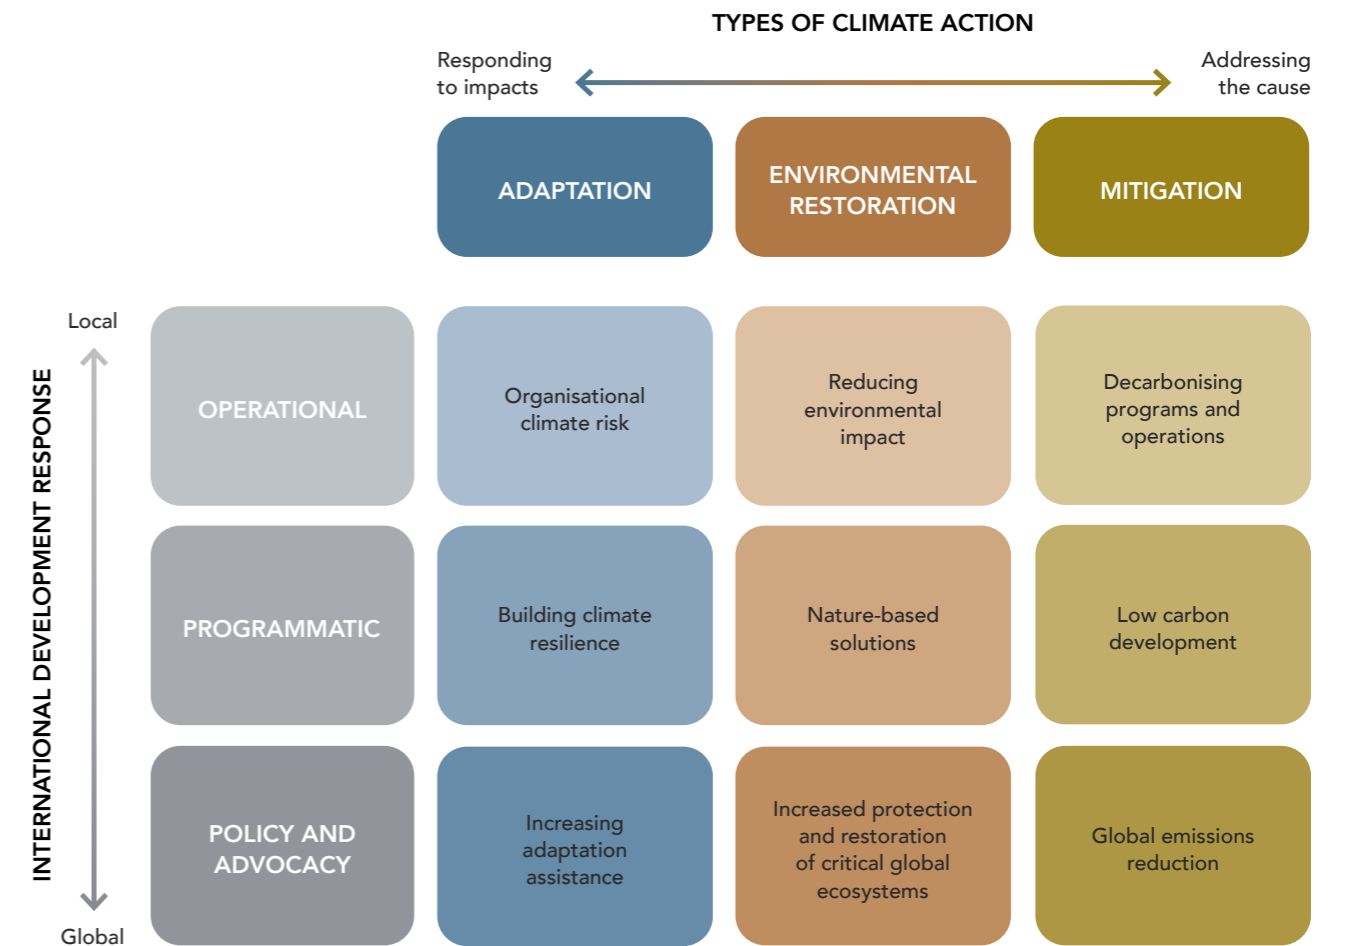 TYPES OF CLIMATE ACTION
Responding
to impacts
Addressing
the cause
ADAPTATION
ENVIRONMENTAL
RESTORATION
MITIGATION
INTERNATIONAL DEVELOPMENT RESPONSE
Local
OPERATIONAL
Organisational
climate risk
Reducing
environmental
impact
Decarbonising
programs and
operations
PROGRAMMATIC
Building climate
resilience
Nature-based
solutions
Low carbon
development
POLICY AND
ADVOCACY
Increasing
adaptation
assistance
Increased protection
and restoration
of critical global
ecosystems
Global emissions
reduction
Global